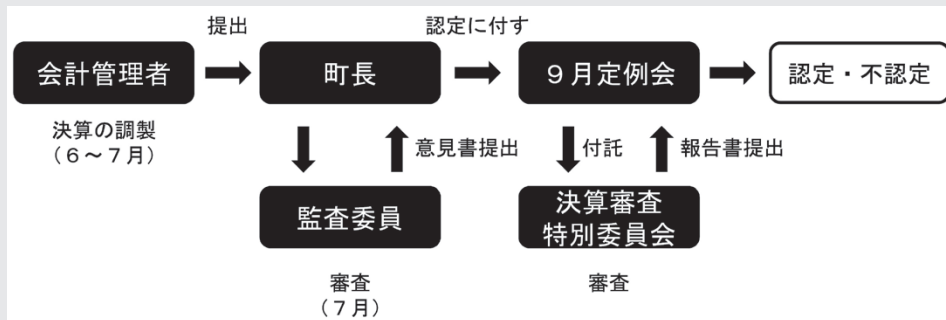 提出
認定に付す
会計管理者
町長
９月定例会
認定・不認定
決算の調製
（６〜７月）
意見書提出
付託
報告書提出
監査委員
決算審査
特別委員会
審査
（７月）
審査